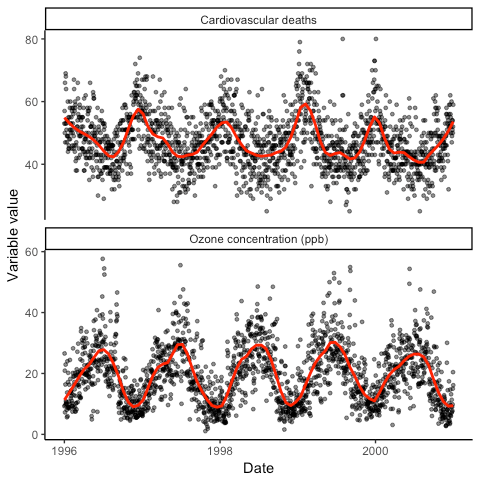 Cardiovascular deaths
80
60
40
Variable value
Ozone concentration (ppb)
60
40
20
0
1996
1998
2000
Date